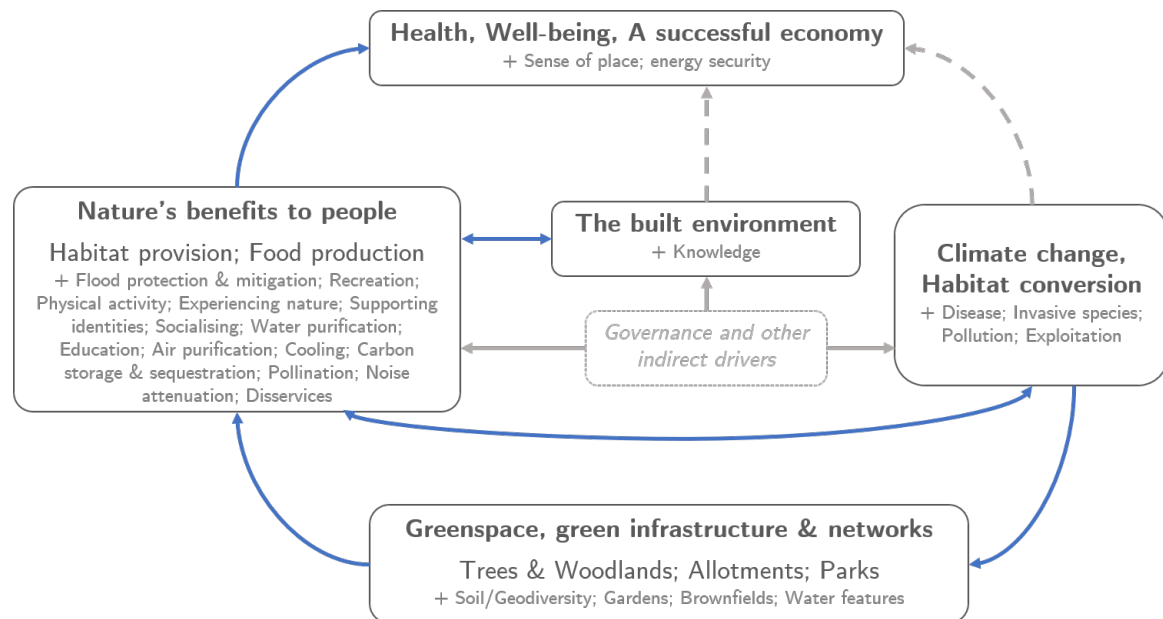 Health, Well-being, A successful economy
+ Sense of place; energy security
Nature's benefits to people
Habitat provision; Food production
+ Flood protection & mitigation; Recreation;
Physical activity; Experiencing nature; Supporting
identities; Socialising; Water purification;
Education; Air purification; Cooling; Carbon
storage & sequestration; Pollination; Noise
attenuation; Disservices
The built environment
+ Knowledge
Governance and other
indirect drivers
Climate change,
Habitat conversion
+ Disease; Invasive species;
Pollution; Exploitation
Greenspace, green infrastructure & networks
Trees & Woodlands; Allotments; Parks
+ Soil/Geodiversity; Gardens; Brownfields; Water features